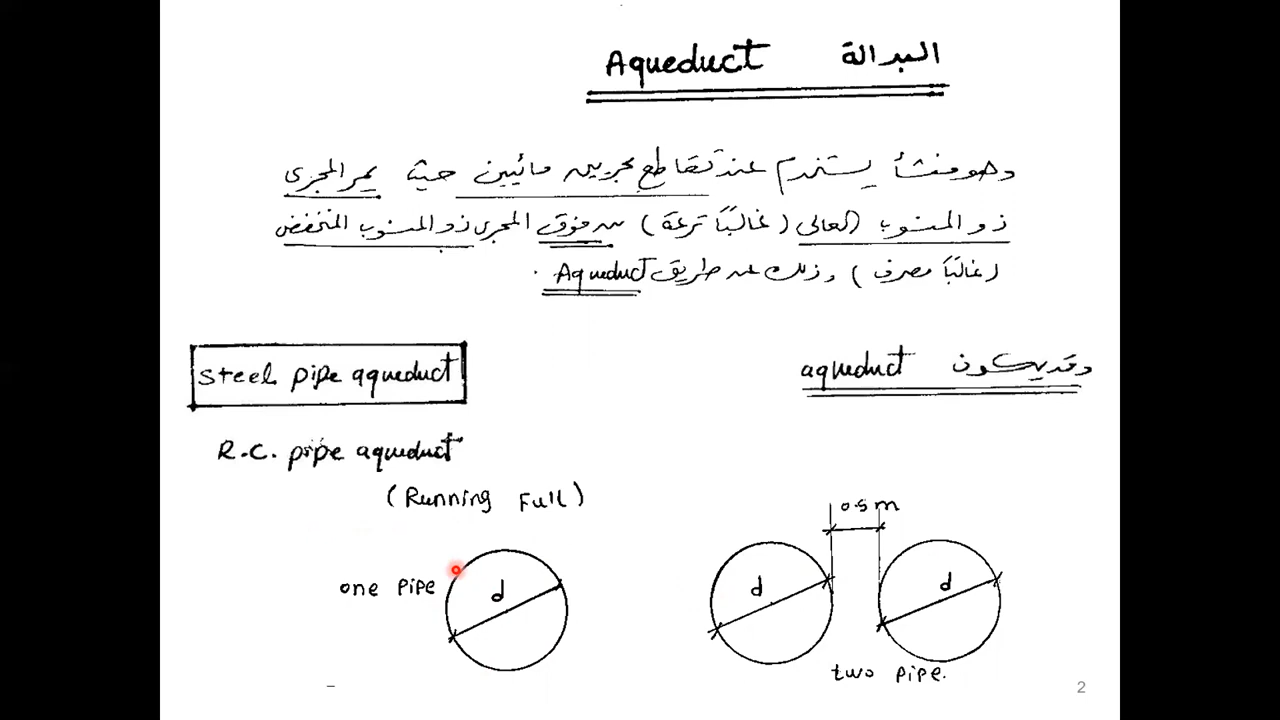 Aqueduct البدالة
وهو منشأ يستخدم عند تقاطع مجريين مائيين حيث يمر المجرى
ذو المنسوب العالى (غالباً ترعة) من فوق المجرى ذو المنسوب المنخفض
(غالباً مصرف) وذلك عن طريق Aqueduct .
وقد يكون aqueduct
Steel pipe aqueduct
R.C. pipe aqueduct
(Running Full)
one pipe
d
0.5 m
d
d
two pipe.
2